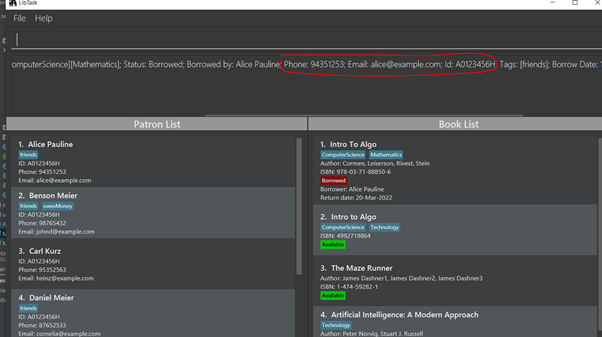 LibTask
File Help
omputerScience][Mathematics]; Status: Borrowed; Borrowed by: Alice Pauline; Phone: 94351253; Email: alice@example.com; Id: A0123456H; Tags: [friends]; Borrow Date: 1
Patron List
1. Alice Pauline
friends
ID: A0123456H
Phone: 94351253
Email: alice@example.com
2. Benson Meier
friends owesMoney
ID: A0123456H
Phone: 98765432
Email: johnd@example.com
3. Carl Kurz
ID: A0123456H
Phone: 95352563
Email: heinz@example.com
4. Daniel Meier
friends
ID: A0123456H
Phone: 87652533
Email: cornelia@example.com
Book List
1. Intro To Algo
ComputerScience Mathematics
Author: Cormen, Leiserson, Rivest, Stein
ISBN: 978-03-71-88850-6
Borrowed
Borrower: Alice Pauline
Return date: 20-Mar-2022
2. Intro to Algo
ComputerScience Technology
ISBN: 4992719864
Available
3. The Maze Runner
Author: James Dashner1, James Dashner2, James Dashner3
ISBN: 1-474-59282-1
Available
4. Artificial Intelligence: A Modern Approach
Technology
Author: Peter Norvig, Stuart J. Russell